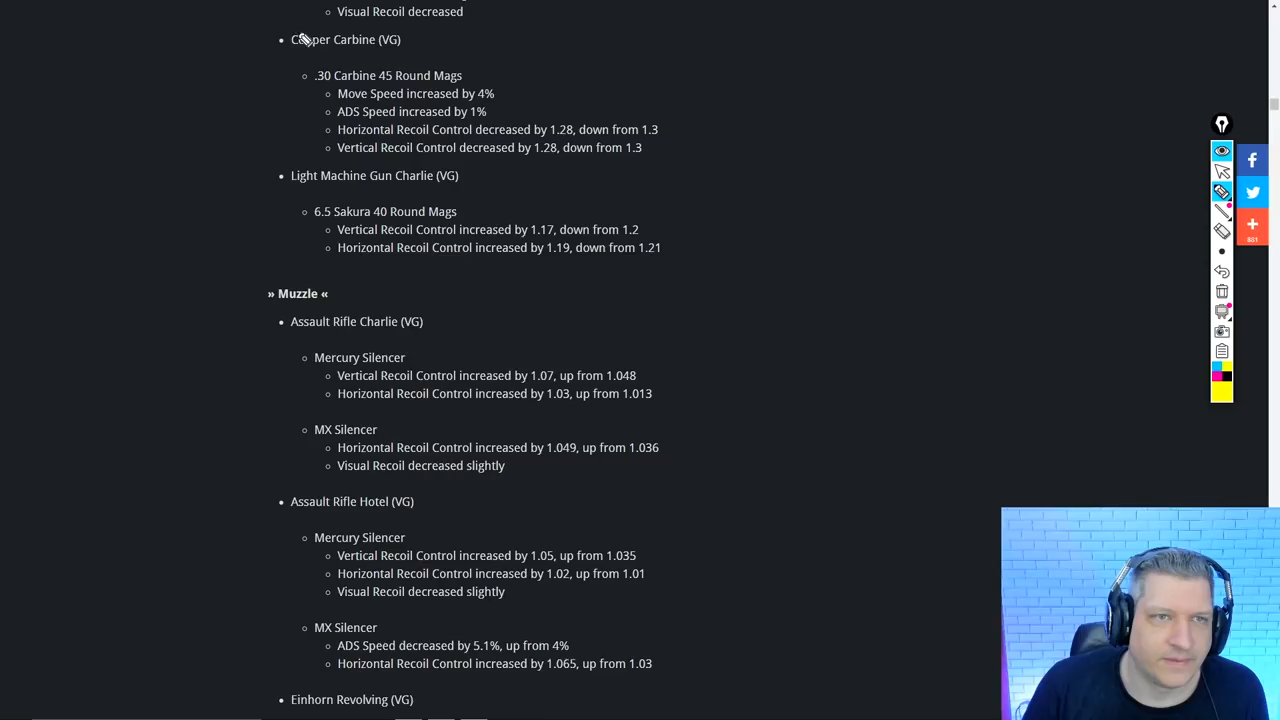 Visual Recoil decreased
Cooper Carbine (VG)
.30 Carbine 45 Round Mags
Move Speed increased by 4%
ADS Speed increased by 1%
Horizontal Recoil Control decreased by 1.28, down from 1.3
Vertical Recoil Control decreased by 1.28, down from 1.3
Light Machine Gun Charlie (VG)
6.5 Sakura 40 Round Mags
Vertical Recoil Control increased by 1.17, down from 1.2
Horizontal Recoil Control increased by 1.19, down from 1.21
» Muzzle «
Assault Rifle Charlie (VG)
Mercury Silencer
Vertical Recoil Control increased by 1.07, up from 1.048
Horizontal Recoil Control increased by 1.03, up from 1.013
MX Silencer
Horizontal Recoil Control increased by 1.049, up from 1.036
Visual Recoil decreased slightly
Assault Rifle Hotel (VG)
Mercury Silencer
Vertical Recoil Control increased by 1.05, up from 1.035
Horizontal Recoil Control increased by 1.02, up from 1.01
Visual Recoil decreased slightly
MX Silencer
ADS Speed decreased by 5.1%, up from 4%
Horizontal Recoil Control increased by 1.065, up from 1.03
Einhorn Revolving (VG)
881